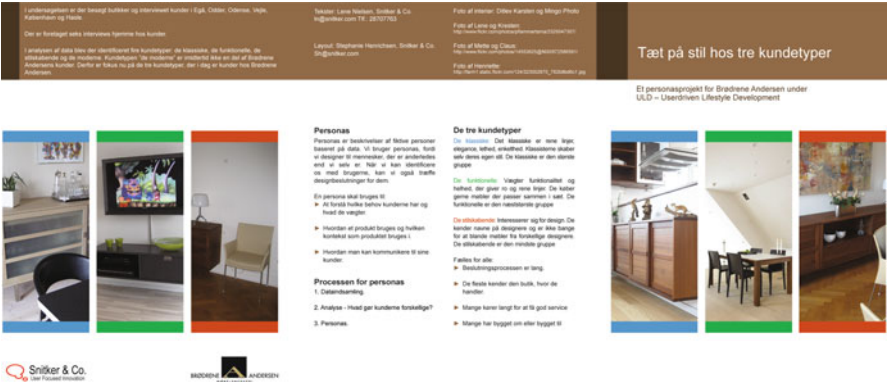 I undersøgelsen er der besøgt butikker og interviewet kunder i Egå, Odder, Odense, Vejle,
København og Hasle.
Der er foretaget seks interviews hjemme hos kunder.
I analysen af data blev der identificeret fire kundetyper: de klassiske, de funktionelle, de
stilskabende og de moderne. Kundetypen "de moderne" er imidlertid ikke en del af Brødrene
Andersens kunder. Derfor er fokus nu på de tre kundetyper, der i dag er kunder hos Brødrene
Andersen.
Tekster: Lene Nielsen, Snitker & Co.
ln@snitker.com Tlf.: 28707763
Layout: Stephanie Henrichsen, Snitker & Co.
Sh@snitker.com
Foto af interiør: Ditlev Karsten og Mingo Photo
Foto af Lene og Kresten:
Foto af Mette og Claus:
Foto af Henriette:
Tæt på stil hos tre kundetyper
Et personasprojekt for Brødrene Andersen under
ULD – Userdriven Lifestyle Development
Personas
Personas er beskrivelser af fiktive personer
baseret på data. Vi bruger personas, fordi
vi designer til mennesker, der er anderledes
end vi selv er. Når vi kan identificere
os med brugerne, kan vi også træffe
designbeslutninger for dem.
En persona skal bruges til:
► At forstå hvilke behov kunderne har og
hvad de vægter.
► Hvordan et produkt bruges og hvilken
kontekst som produktet bruges i.
► Hvordan man kan kommunikere til sine
kunder.
Processen for personas
1. Dataindsamling.
2. Analyse - Hvad gør kunderne forskellige?
3. Personas.
De tre kundetyper
De klassiske: Det klassiske er rene linjer,
elegance, lethed, enkelthed. Klassisterne skaber
selv deres egen stil. De klassiske er den største
gruppe
De funktionelle: Vægter funktionalitet og
helhed, der giver ro og rene linjer. De køber
gerne møbler der passer sammen i sæt. De
funktionelle er den næststørste gruppe
De stilskabende: Interesserer sig for design. De
kender navne på designere og er ikke bange
for at blande møbler fra forskellige designere.
De stilskabende er den mindste gruppe
Fælles for alle:
► Beslutningsprocessen er lang.
► De fleste kender den butik, hvor de
handler.
► Mange kører langt for at få god service
► Mange har bygget om eller bygget til
Snitker & Co.
User Focused Innovation
BRØDRENE ANDERSEN